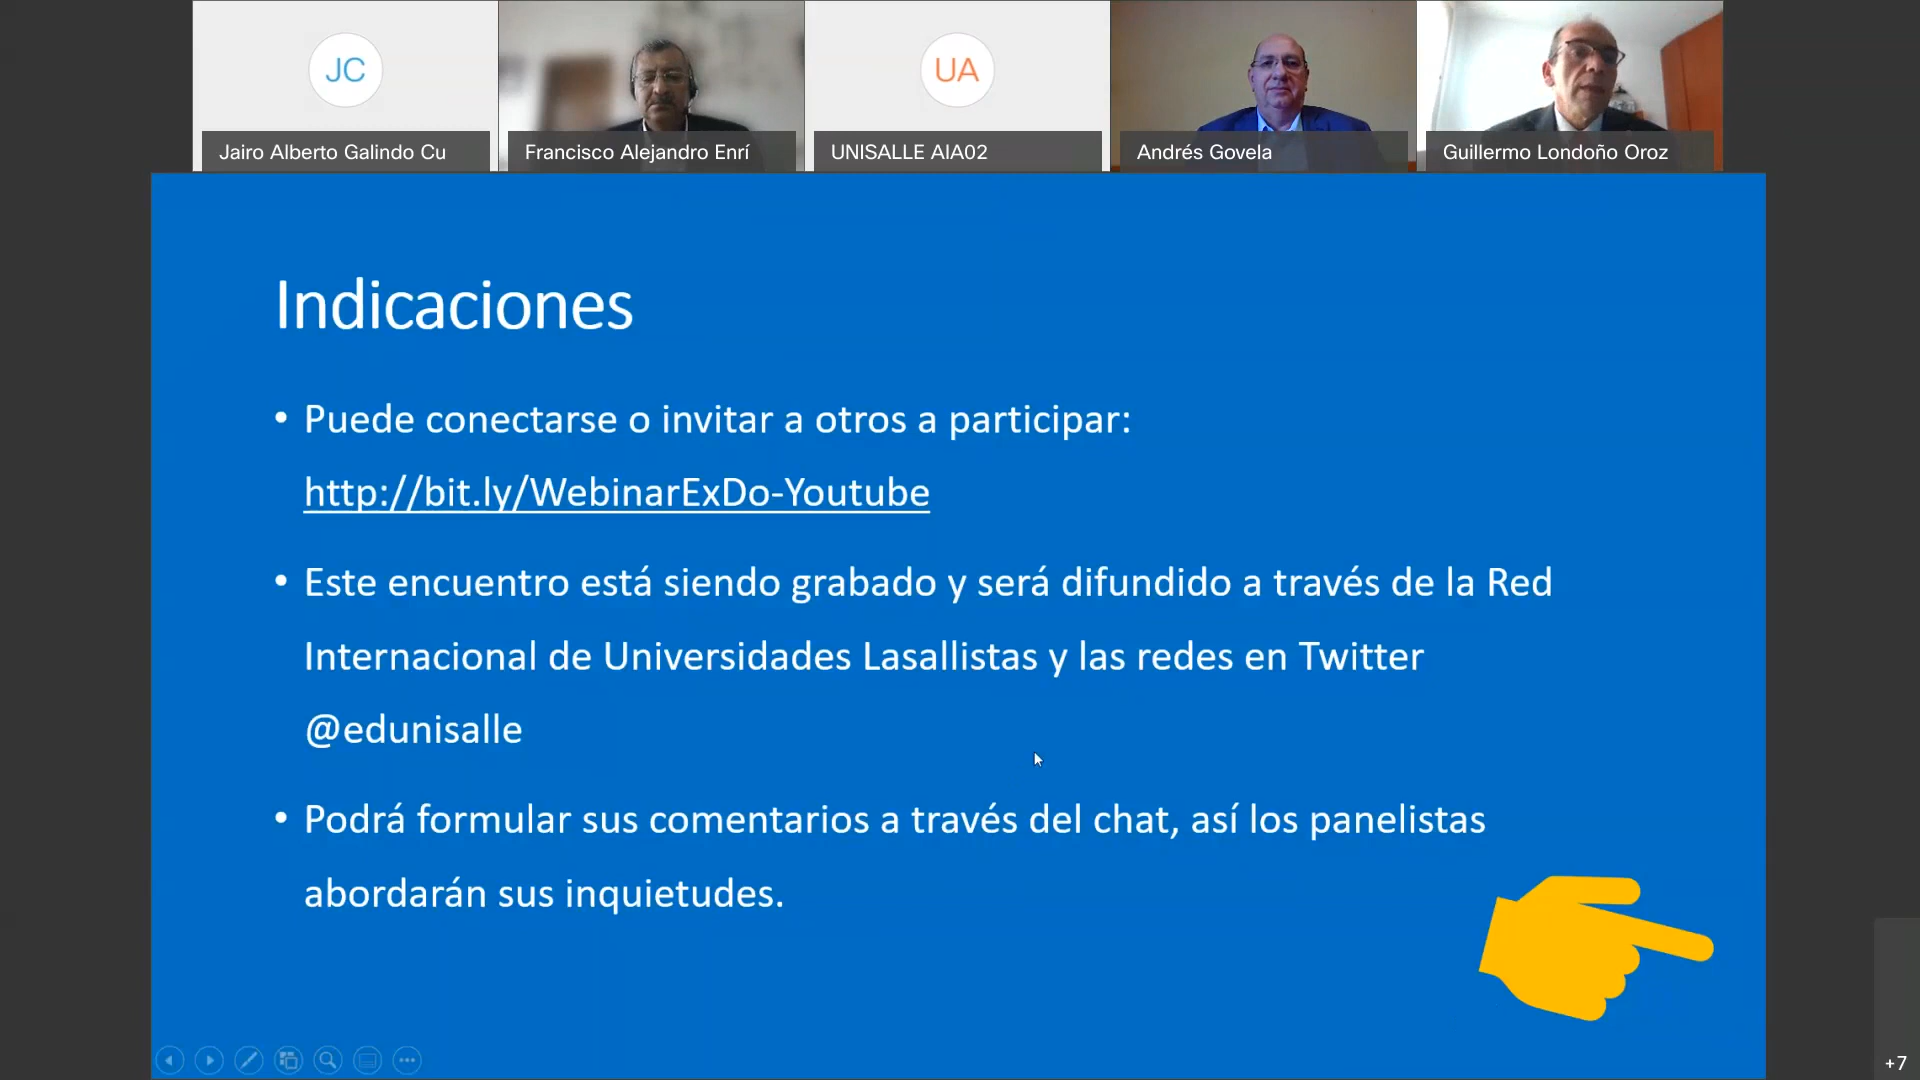 JC
UA
Jairo Alberto Galindo Cu
Francisco Alejandro Enrí
UNISALLE AIA02
Andrés Govela
Guillermo Londoño Oroz
Indicaciones
• Puede conectarse o invitar a otros a participar:
http://bit.ly/WebinarExDo-Youtube
• Este encuentro está siendo grabado y será difundido a través de la Red
Internacional de Universidades Lasallistas y las redes en Twitter
@edunisalle
• Podrá formular sus comentarios a través del chat, así los panelistas
abordarán sus inquietudes.
+7